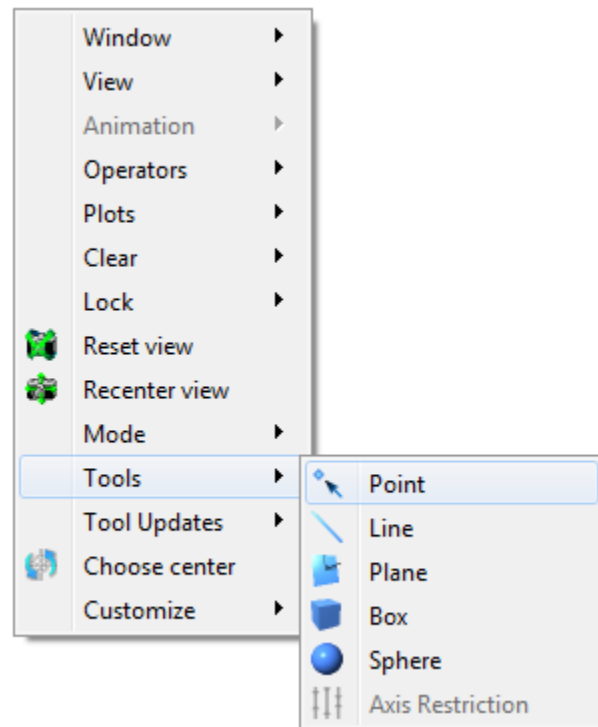 Window
View
Animation
Operators
Plots
Clear
Lock
Reset view
Recenter view
Mode
Tools
Tool Updates
Choose center
Customize
Point
Line
Plane
Box
Sphere
Axis Restriction